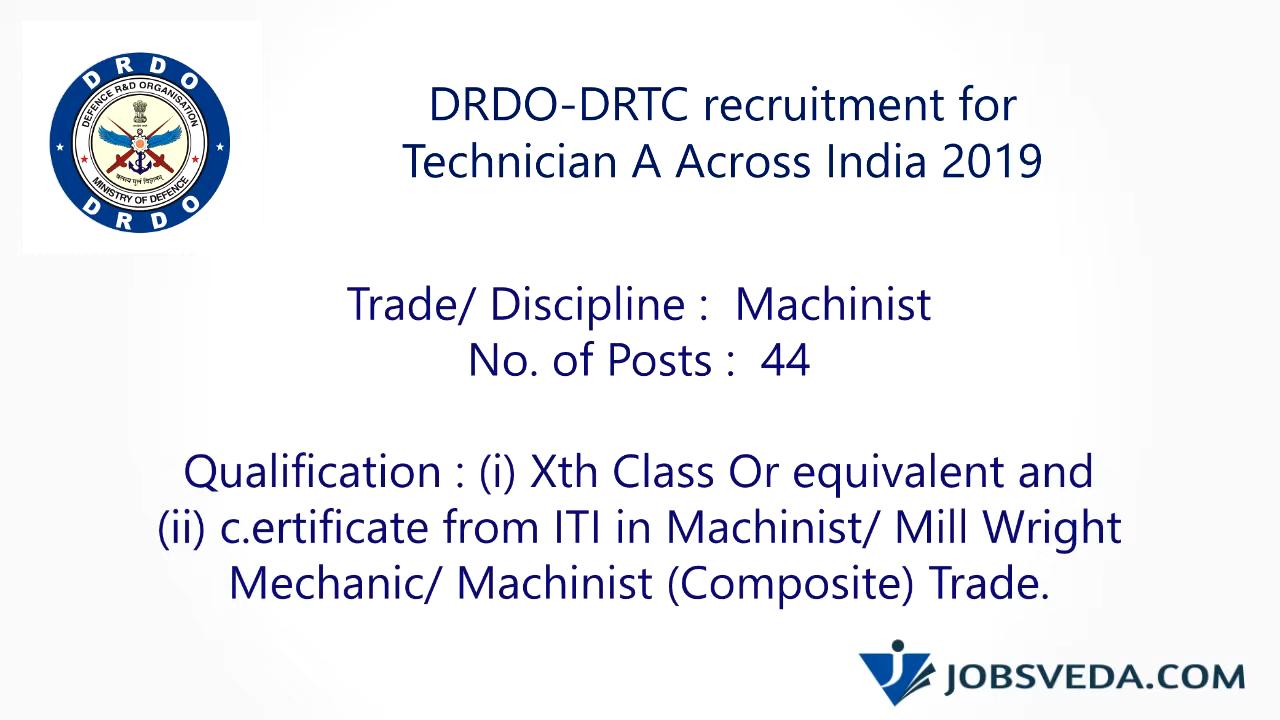 DRDO
DEFENCE R&D ORGANISATION
MINISTRY OF DEFENCE
DRDO
DRDO-DRTC recruitment for
Technician A Across India 2019
Trade/ Discipline :  Machinist
No. of Posts :  44
Qualification : (i) Xth Class Or equivalent and
(ii) c.ertificate from ITI in Machinist/ Mill Wright
Mechanic/ Machinist (Composite) Trade.
JOBSVEDA.COM